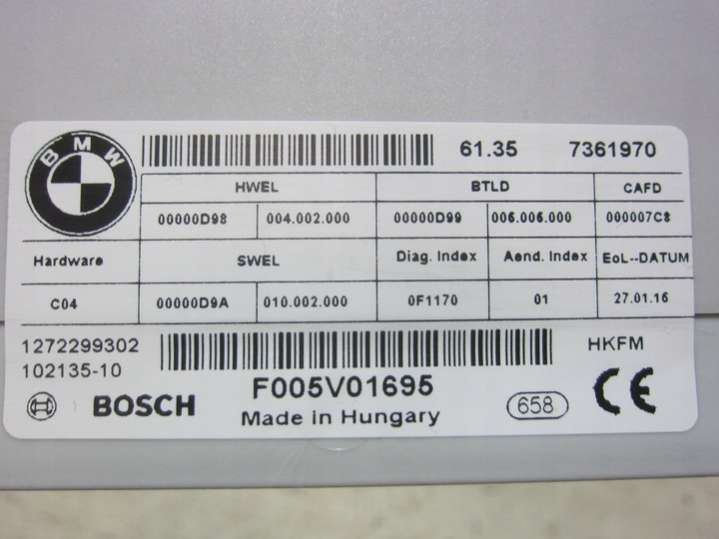 BMW
61.35 7361970
HWEL BTLD CAFD
00000D98 004.002.000 00000D99 006.006.000 000007C8
Hardware SWEL Diag. Index Aend. Index EoL--DATUM
C04 00000D9A 010.002.000 0F1170 01 27.01.16
1272299302 HKFM
102135-10
BOSCH F005V01695 658 CE
Made in Hungary